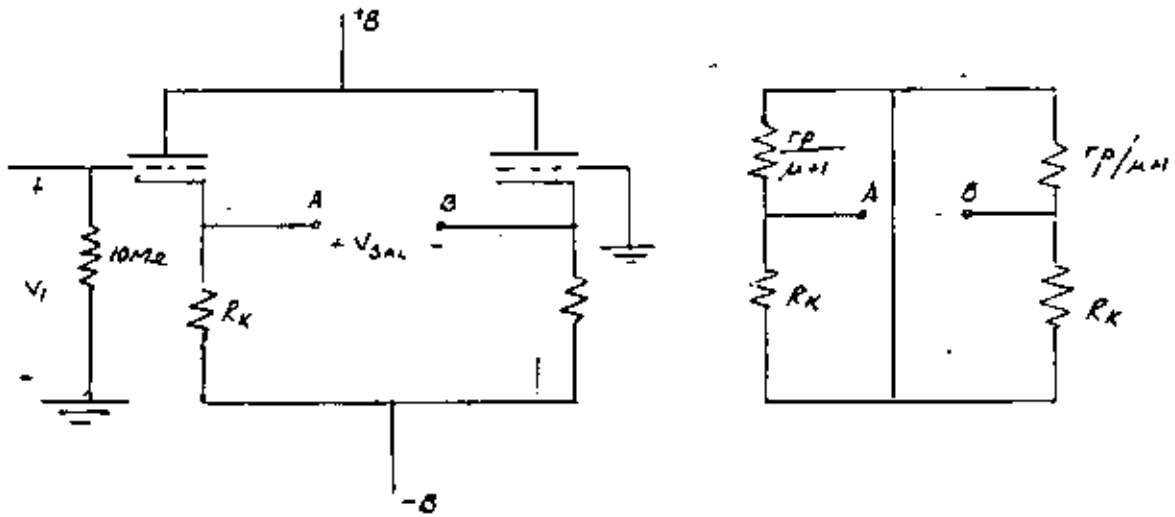 +B
+
10MΩ
V1
-
A
B
+ VSAL -
RK
-B
rp
μ+1
A
B
rp/μ+1
RK
RK